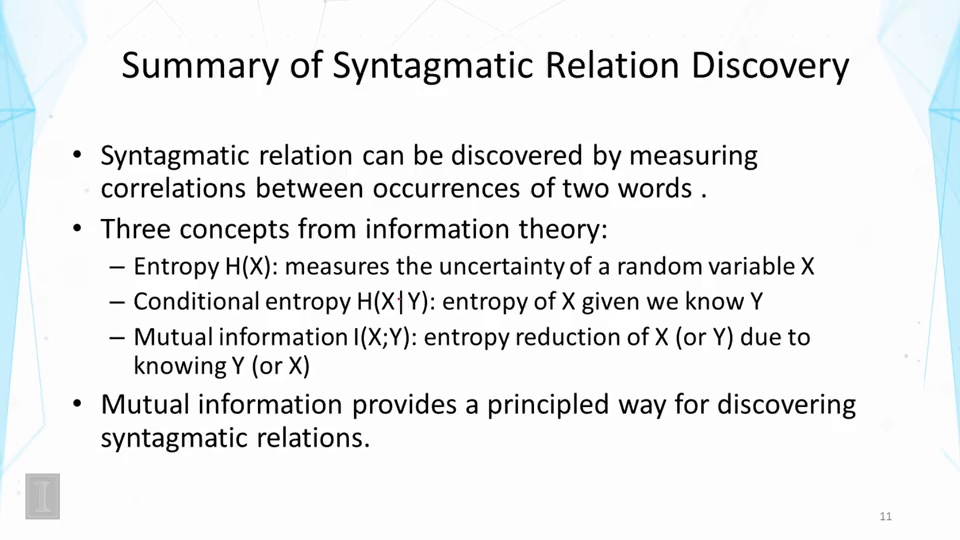 Summary of Syntagmatic Relation Discovery
• Syntagmatic relation can be discovered by measuring
correlations between occurrences of two words .
• Three concepts from information theory:
– Entropy H(X): measures the uncertainty of a random variable X
– Conditional entropy H(X|Y): entropy of X given we know Y
– Mutual information I(X;Y): entropy reduction of X (or Y) due to
knowing Y (or X)
• Mutual information provides a principled way for discovering
syntagmatic relations.
I
11